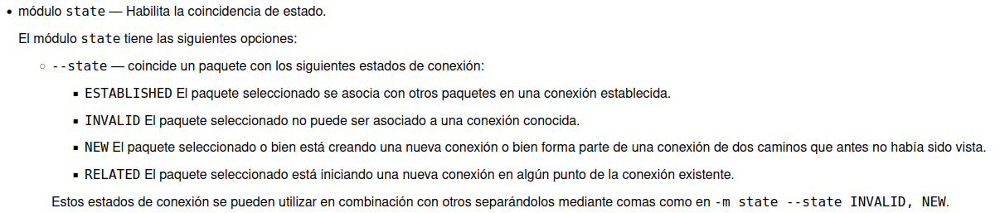 • módulo state — Habilita la coincidencia de estado.
El módulo state tiene las siguientes opciones:
◦ --state — coincide un paquete con los siguientes estados de conexión:
▪ ESTABLISHED El paquete seleccionado se asocia con otros paquetes en una conexión establecida.
▪ INVALID El paquete seleccionado no puede ser asociado a una conexión conocida.
▪ NEW El paquete seleccionado o bien está creando una nueva conexión o bien forma parte de una conexión de dos caminos que antes no había sido vista.
▪ RELATED El paquete seleccionado está iniciando una nueva conexión en algún punto de la conexión existente.
Estos estados de conexión se pueden utilizar en combinación con otros separándolos mediante comas como en -m state --state INVALID, NEW.